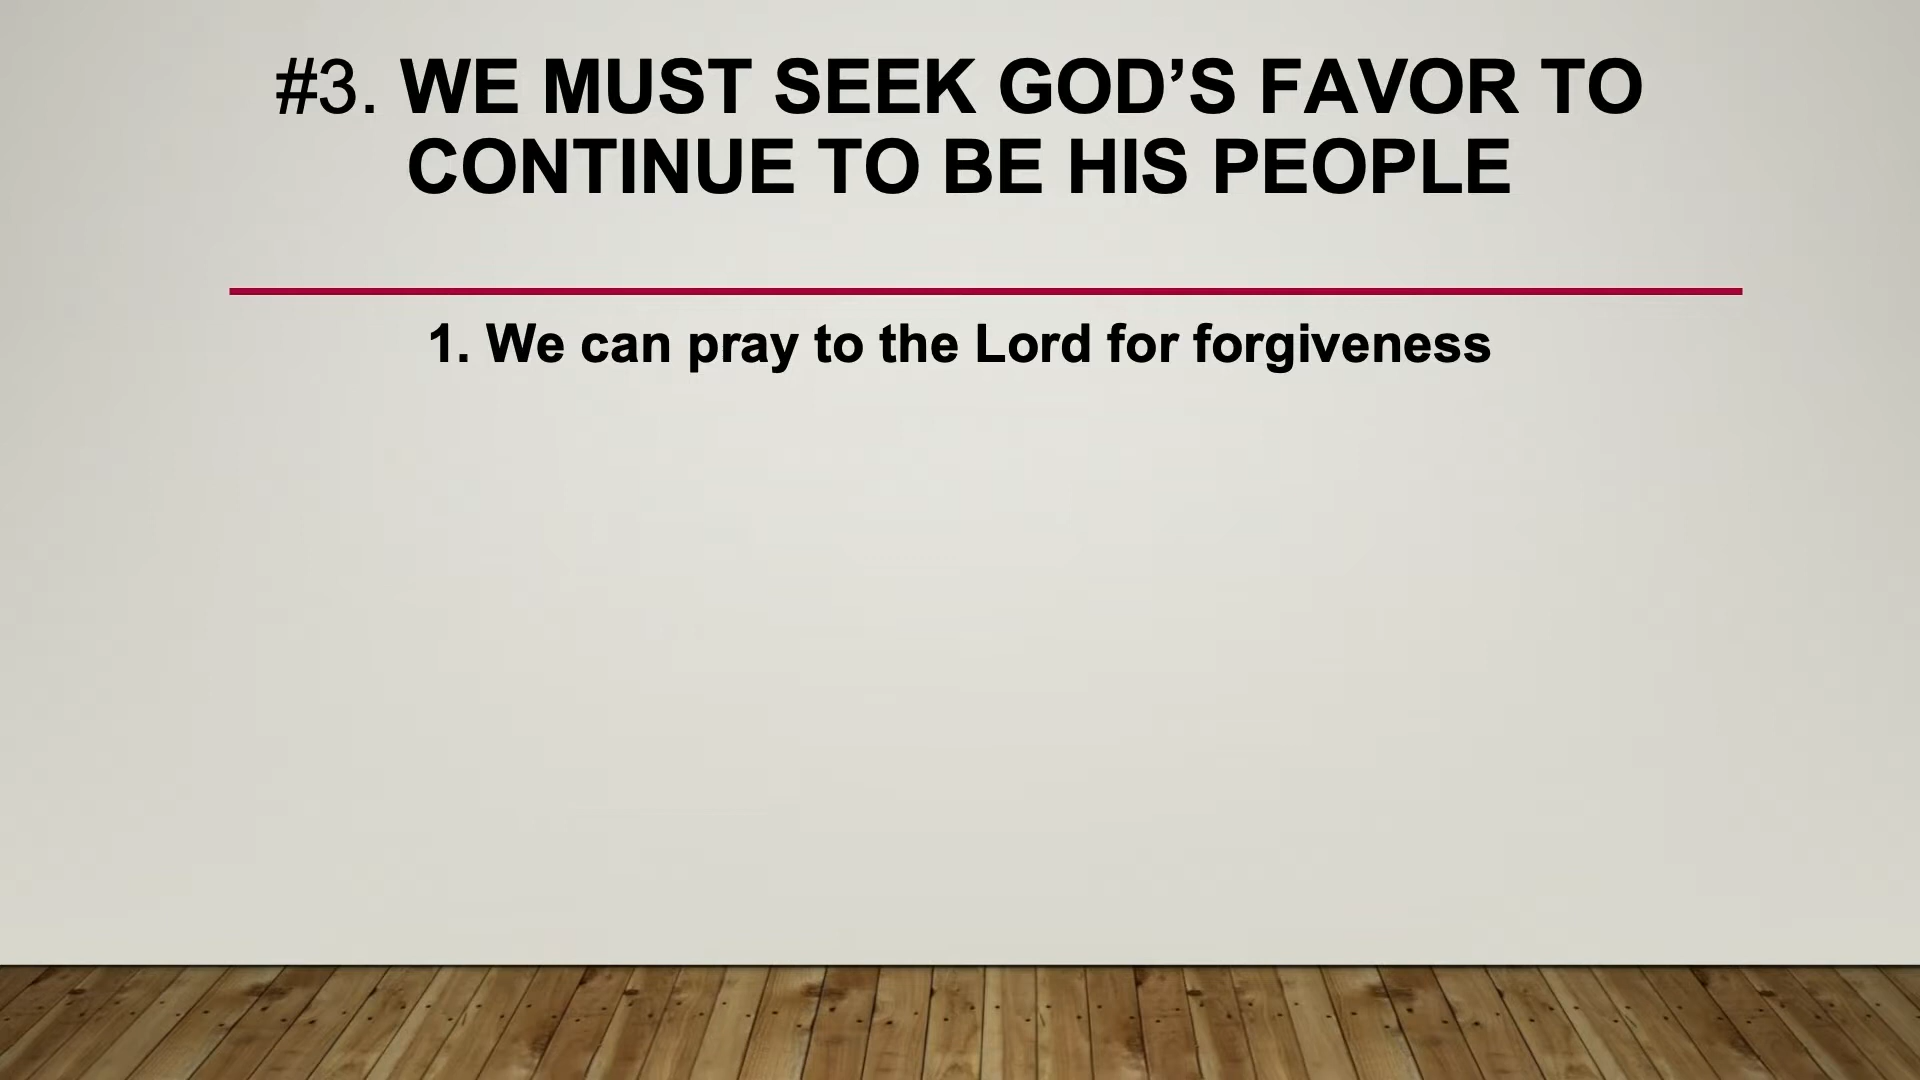 #3. WE MUST SEEK GOD’S FAVOR TO
CONTINUE TO BE HIS PEOPLE
1. We can pray to the Lord for forgiveness